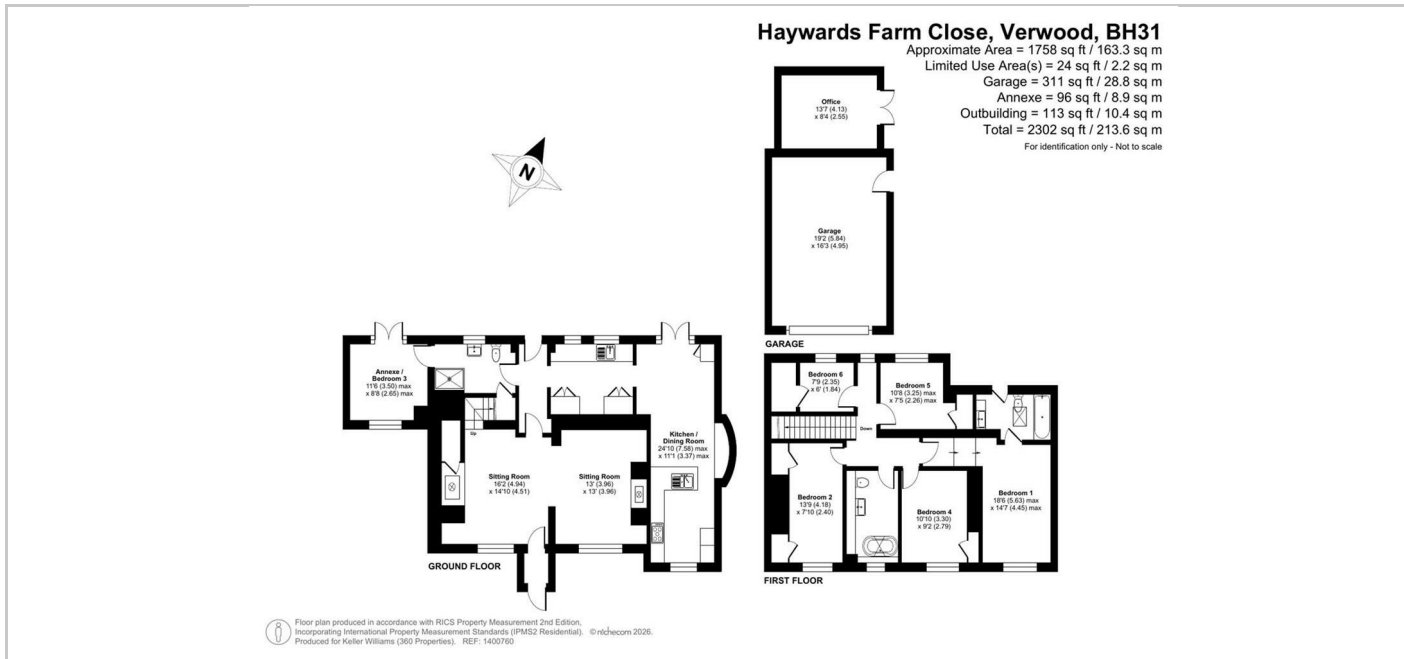 Haywards Farm Close, Verwood, BH31
Approximate Area = 1758 sq ft / 163.3 sq m
Limited Use Area(s) = 24 sq ft / 2.2 sq m
Garage = 311 sq ft / 28.8 sq m
Annexe = 96 sq ft / 8.9 sq m
Outbuilding = 113 sq ft / 10.4 sq m
Total = 2302 sq ft / 213.6 sq m
For identification only - Not to scale
N
Office
13'7 (4.13)
x 8'4 (2.55)
Garage
19'2 (5.84)
x 16'3 (4.95)
GARAGE
Annexe /
Bedroom 3
11'6 (3.50) max
x 8'8 (2.65) max
Up
Sitting Room
16'2 (4.94)
x 14'10 (4.51)
Sitting Room
13' (3.96)
x 13' (3.96)
Kitchen /
Dining Room
24'10 (7.58) max
x 11'1 (3.37) max
GROUND FLOOR
Bedroom 6
7'9 (2.35)
x 6' (1.84)
Bedroom 5
10'8 (3.25) max
x 7'5 (2.26) max
Down
Bedroom 2
13'9 (4.18)
x 7'10 (2.40)
Bedroom 4
10'10 (3.30)
x 9'2 (2.79)
Bedroom 1
18'6 (5.63) max
x 14'7 (4.45) max
FIRST FLOOR
Floor plan produced in accordance with RICS Property Measurement 2nd Edition,
Incorporating International Property Measurement Standards (IPMS2 Residential). © nichecom 2026.
Produced for Keller Williams (360 Properties). REF: 1400760